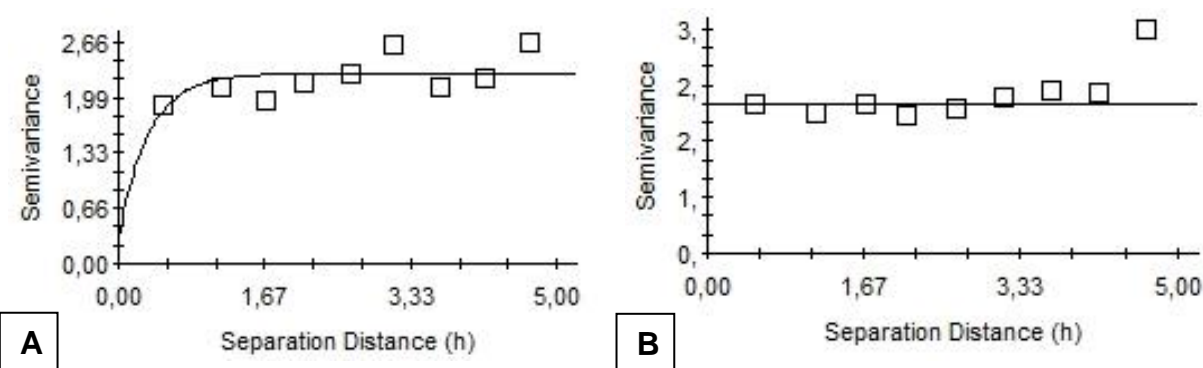 2,66
1,99
1,33
0,66
0,00
Semivariance
0,00 1,67 3,33 5,00
Separation Distance (h)
A
3,
2,
2,
1,
0,
Semivariance
0,00 1,67 3,33 5,00
Separation Distance (h)
B